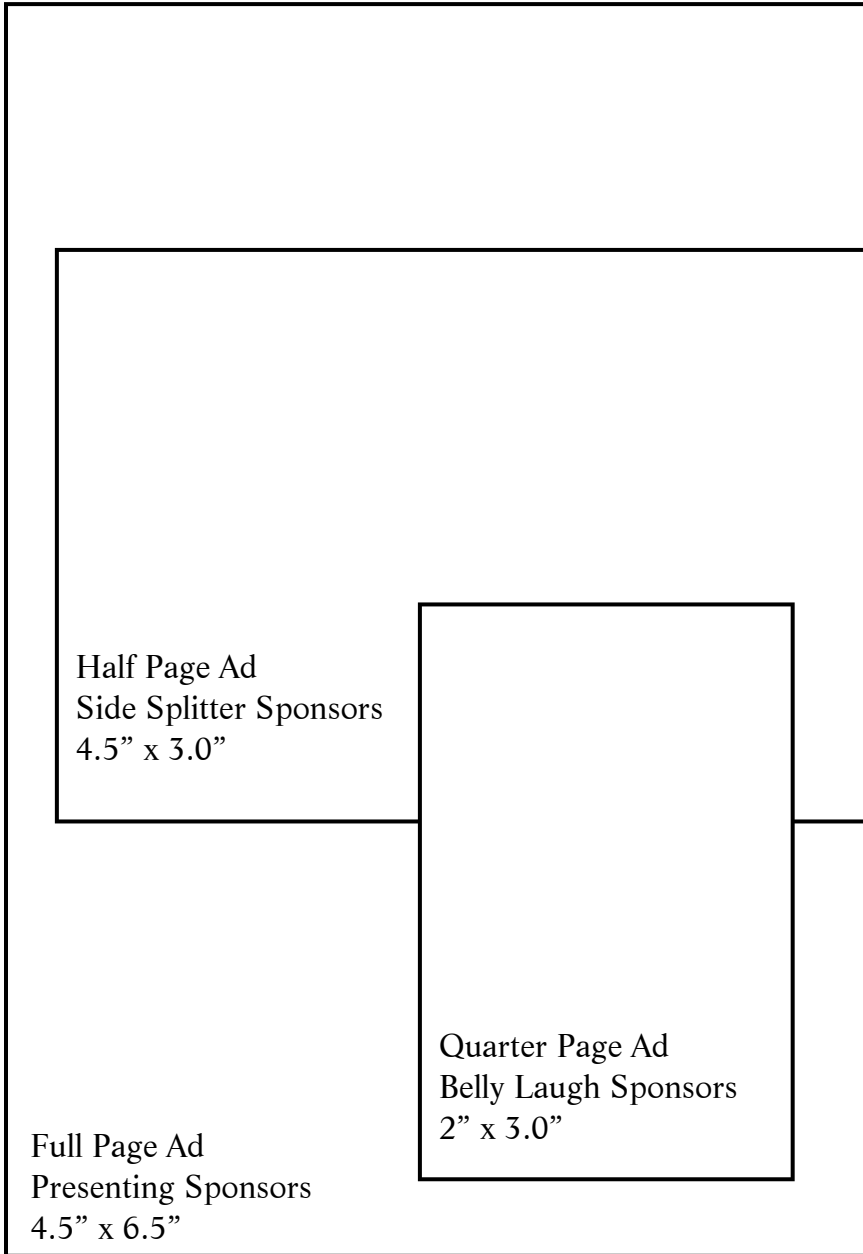 Half Page Ad
Side Splitter Sponsors
4.5” x 3.0”
Quarter Page Ad
Belly Laugh Sponsors
2” x 3.0”
Full Page Ad
Presenting Sponsors
4.5” x 6.5”